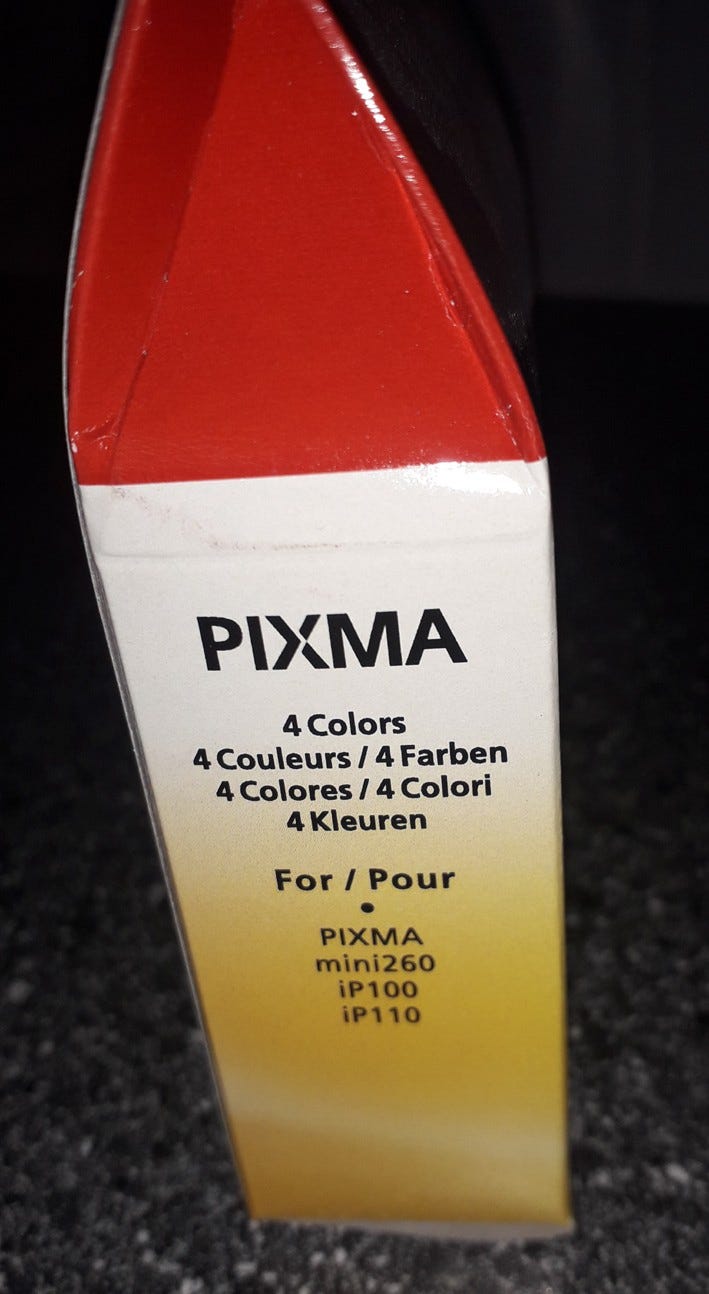 PIXMA
4 Colors
4 Couleurs / 4 Farben
4 Colores / 4 Colori
4 Kleuren
For / Pour
•
PIXMA
mini260
iP100
iP110